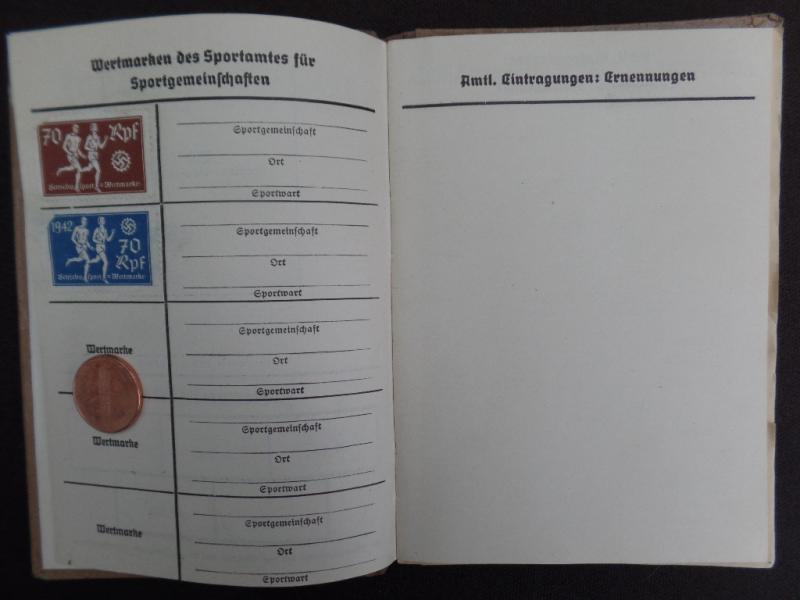 Wertmarken des Sportamtes für
Sportgemeinschaften
70 Rpf
Betriebssport-Wertmarke
Sportgemeinschaft
Ort
Sportwart
1942
70
Rpf
Betriebssport-Wertmarke
Sportgemeinschaft
Ort
Sportwart
Wertmarke
Sportgemeinschaft
Ort
Sportwart
Wertmarke
Sportgemeinschaft
Ort
Sportwart
Wertmarke
Sportgemeinschaft
Ort
Sportwart
Amtl. Eintragungen: Ernennungen